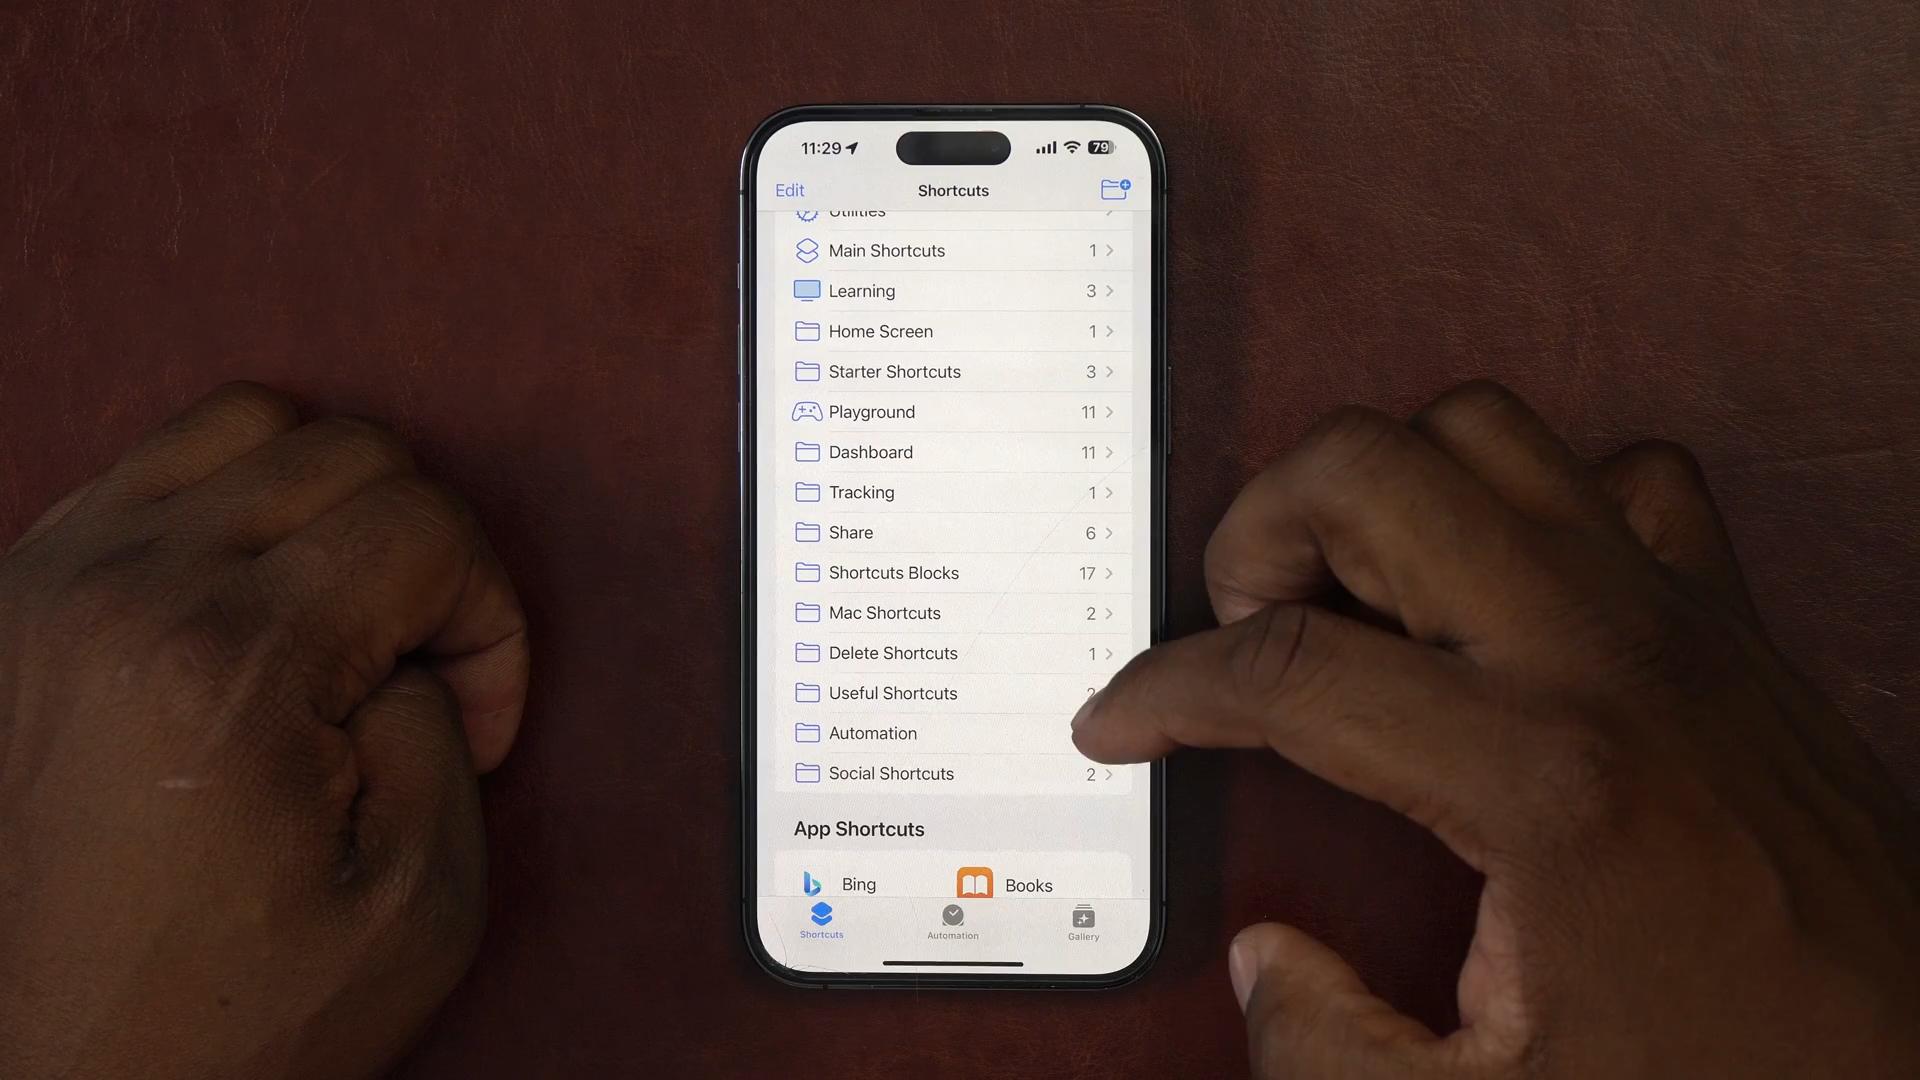 11:29 79
Edit Shortcuts
Utilities
Main Shortcuts 1
Learning 3
Home Screen 1
Starter Shortcuts 3
Playground 11
Dashboard 11
Tracking 1
Share 6
Shortcuts Blocks 17
Mac Shortcuts 2
Delete Shortcuts 1
Useful Shortcuts 2
Automation
Social Shortcuts 2
App Shortcuts
Bing Books
Shortcuts Automation Gallery